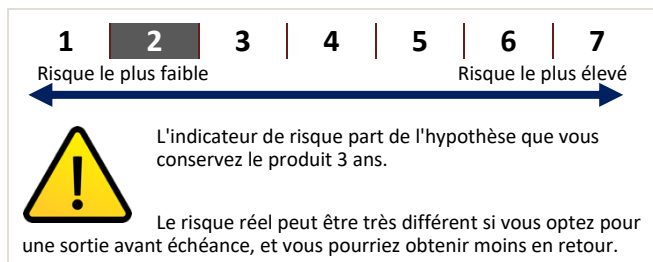 1 2 3 4 5 6 7
Risque le plus faible Risque le plus élevé
L'indicateur de risque part de l'hypothèse que vous
conservez le produit 3 ans.
Le risque réel peut être très différent si vous optez pour
une sortie avant échéance, et vous pourriez obtenir moins en retour.